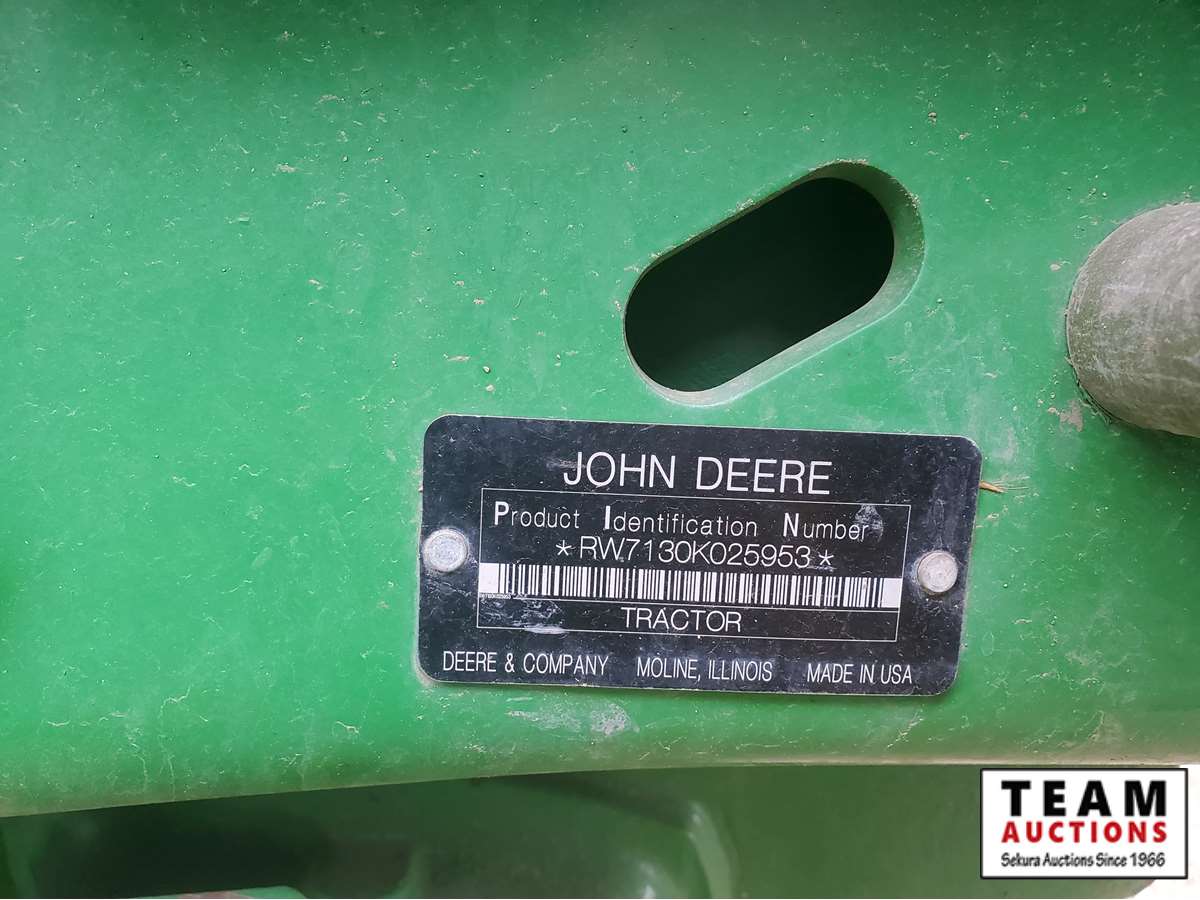 JOHN DEERE
Product Identification Number
*RW7130K025953*
TRACTOR
DEERE & COMPANY MOLINE, ILLINOIS MADE IN USA
TEAM
AUCTIONS
Sekura Auctions Since 1966